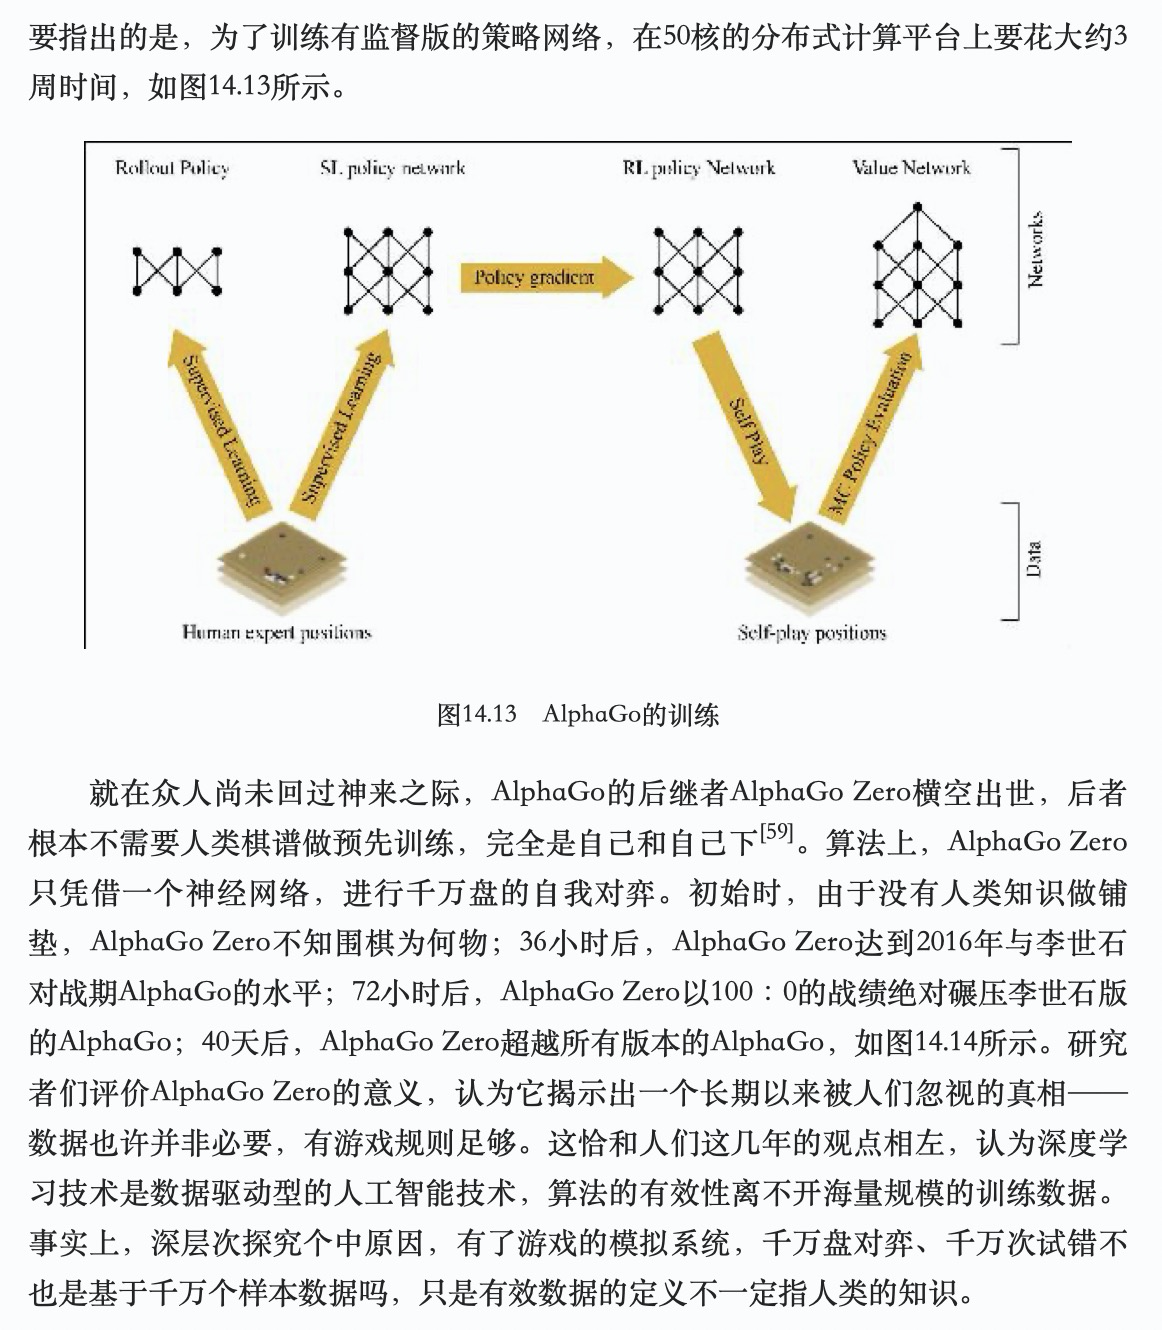 要指出的是，为了训练有监督版的策略网络，在50核的分布式计算平台上要花大约3
周时间，如图14.13所示。
Rollout Policy
SL policy network
RL policy Network
Value Network
Networks
Policy gradient
Supervised Learning
Supervised Learning
Self Play
MC Policy Evaluation
Data
Human expert positions
Self-play positions
图14.13 AlphaGo的训练
就在众人尚未回过神来之际，AlphaGo的后继者AlphaGo Zero横空出世，后者
根本不需要人类棋谱做预先训练，完全是自己和自己下[59]。算法上，AlphaGo Zero
只凭借一个神经网络，进行千万盘的自我对弈。初始时，由于没有人类知识做铺
垫，AlphaGo Zero不知围棋为何物；36小时后，AlphaGo Zero达到2016年与李世石
对战期AlphaGo的水平；72小时后，AlphaGo Zero以100∶0的战绩绝对碾压李世石版
的AlphaGo；40天后，AlphaGo Zero超越所有版本的AlphaGo，如图14.14所示。研究
者们评价AlphaGo Zero的意义，认为它揭示出一个长期以来被人们忽视的真相——
数据也许并非必要，有游戏规则足够。这恰和人们这几年的观点相左，认为深度学
习技术是数据驱动型的人工智能技术，算法的有效性离不开海量规模的训练数据。
事实上，深层次探究个中原因，有了游戏的模拟系统，千万盘对弈、千万次试错不
也是基于千万个样本数据吗，只是有效数据的定义不一定指人类的知识。